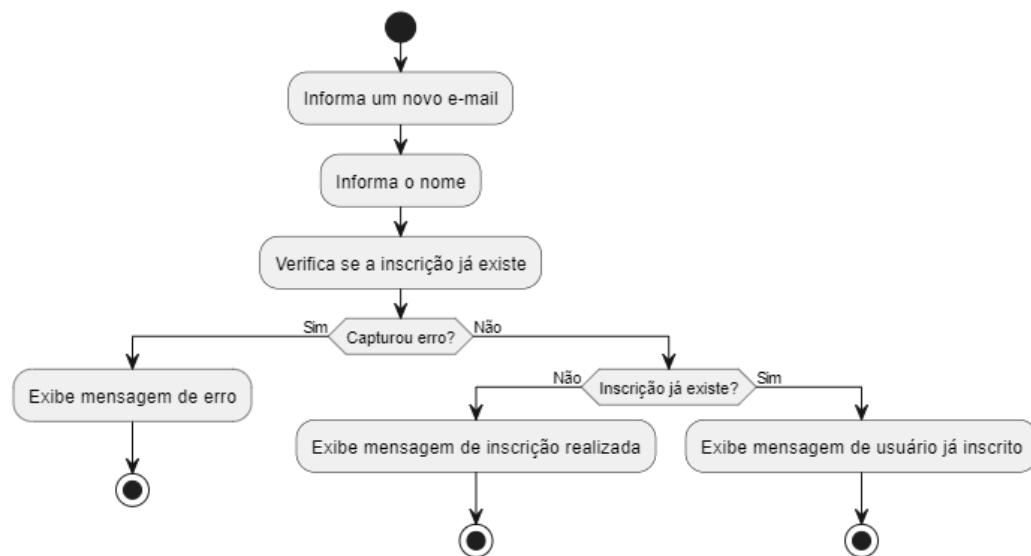 Informa um novo e-mail
Informa o nome
Verifica se a inscrição já existe
Sim
Capturou erro?
Não
Exibe mensagem de erro
Não
Inscrição já existe?
Sim
Exibe mensagem de inscrição realizada
Exibe mensagem de usuário já inscrito